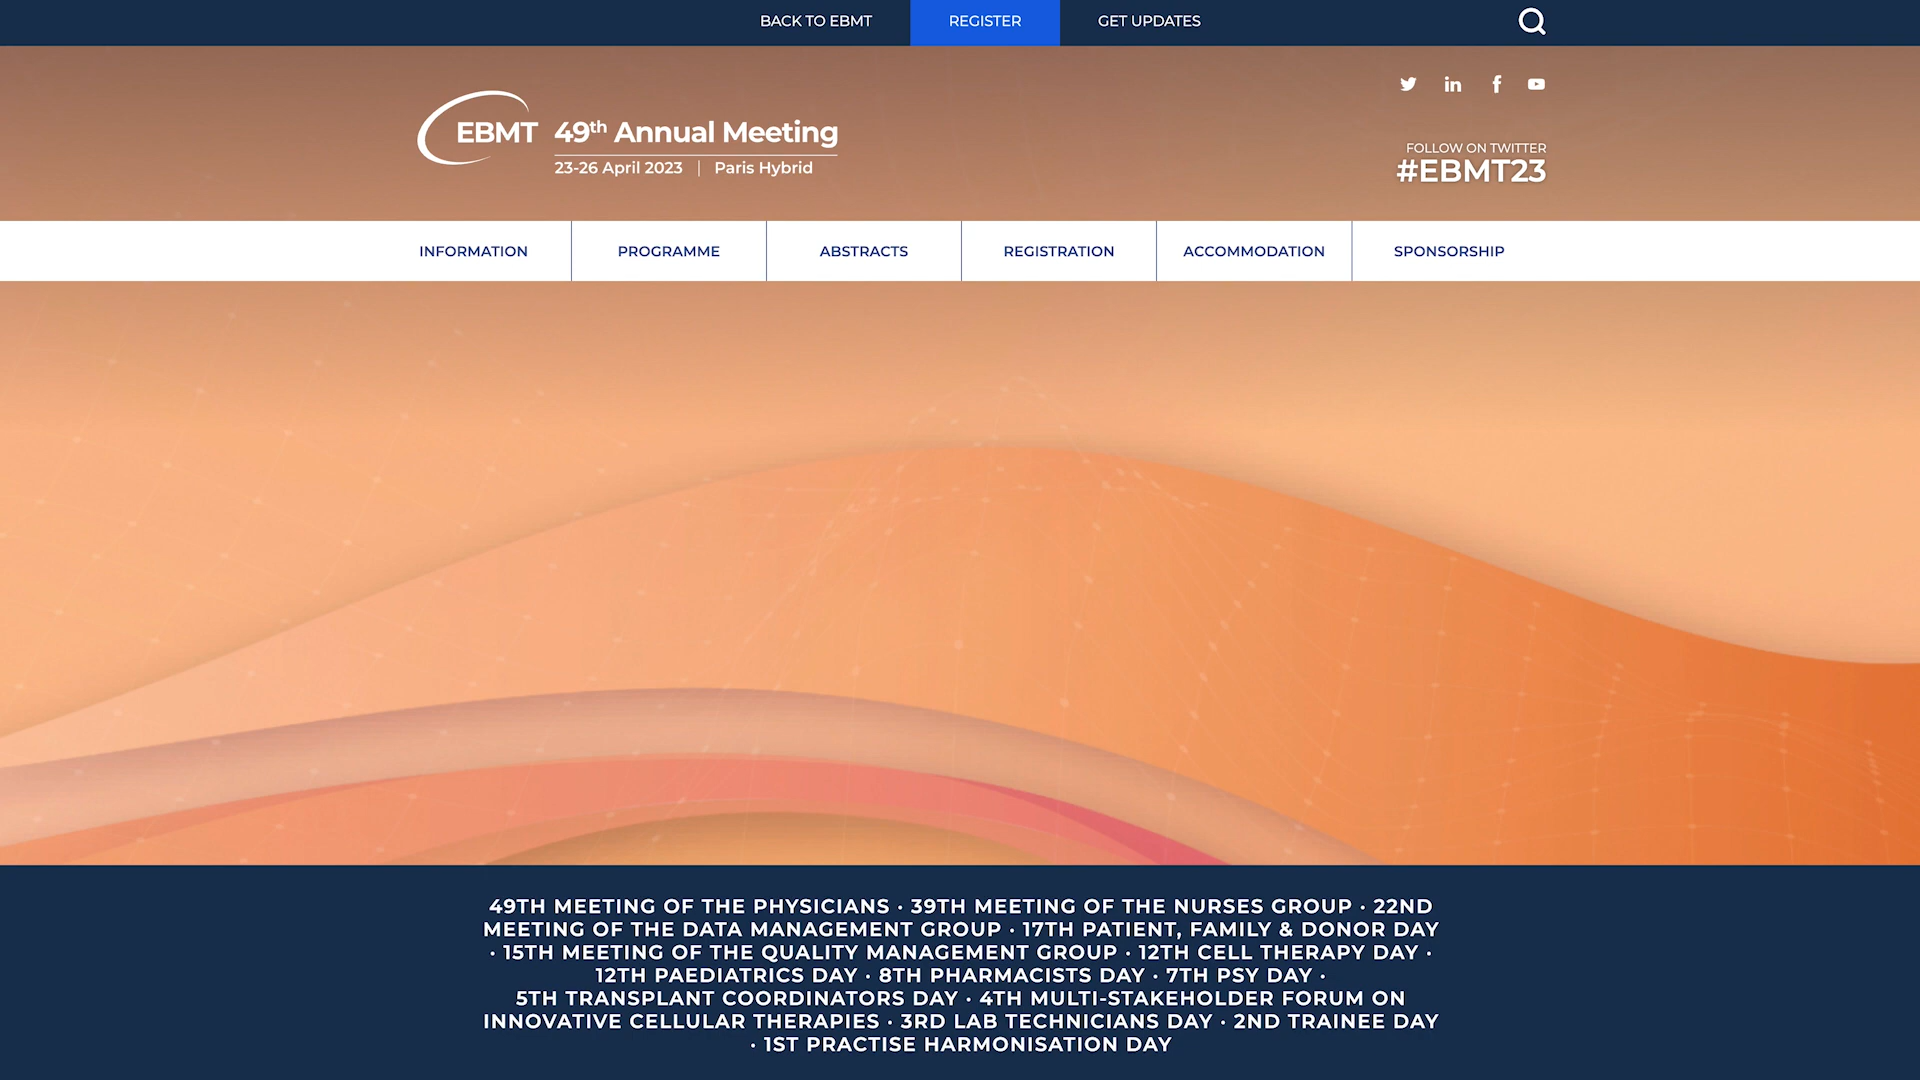 BACK TO EBMT
REGISTER
GET UPDATES
EBMT
49th Annual Meeting
23-26 April 2023 | Paris Hybrid
FOLLOW ON TWITTER
#EBMT23
INFORMATION
PROGRAMME
ABSTRACTS
REGISTRATION
ACCOMMODATION
SPONSORSHIP
49TH MEETING OF THE PHYSICIANS · 39TH MEETING OF THE NURSES GROUP · 22ND
MEETING OF THE DATA MANAGEMENT GROUP · 17TH PATIENT, FAMILY & DONOR DAY
· 15TH MEETING OF THE QUALITY MANAGEMENT GROUP · 12TH CELL THERAPY DAY ·
12TH PAEDIATRICS DAY · 8TH PHARMACISTS DAY · 7TH PSY DAY ·
5TH TRANSPLANT COORDINATORS DAY · 4TH MULTI-STAKEHOLDER FORUM ON
INNOVATIVE CELLULAR THERAPIES · 3RD LAB TECHNICIANS DAY · 2ND TRAINEE DAY
· 1ST PRACTISE HARMONISATION DAY